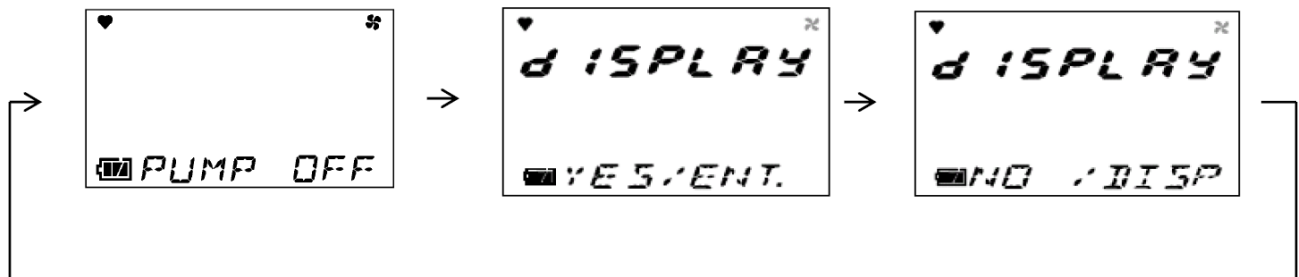 PUMP OFF
dISPLAY
YES/ENT.
dISPLAY
NO /DISP